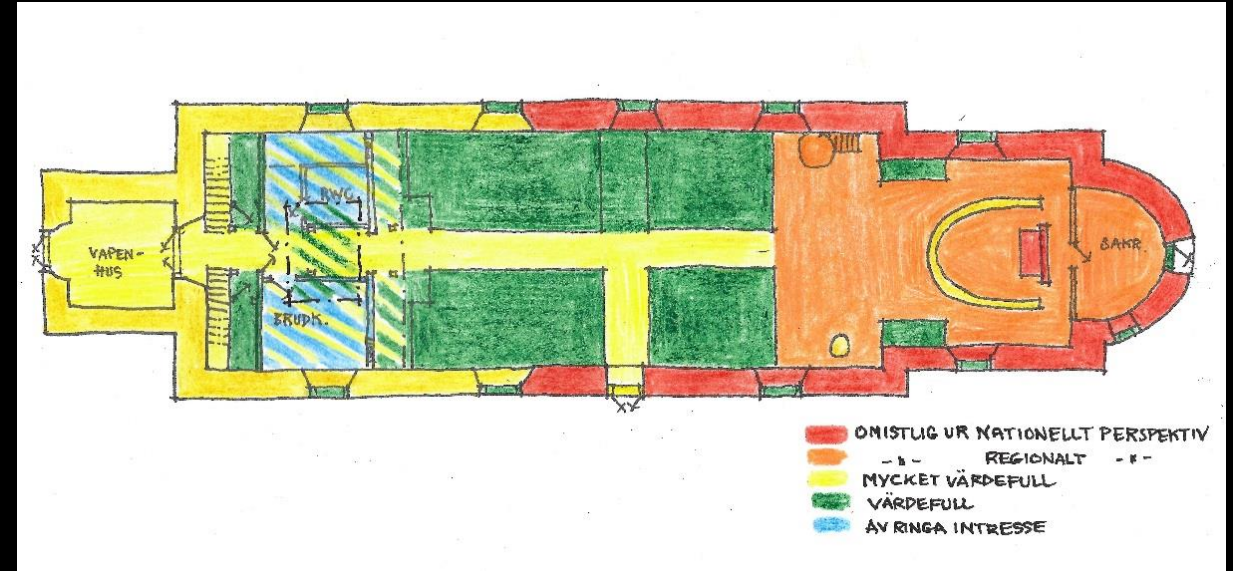 VAPEN-
HUS
RWC
BRUDK.
SAKR.
OMISTLIG UR NATIONELLT PERSPEKTIV
-"- REGIONALT -"-
MYCKET VÄRDEFULL
VÄRDEFULL
AV RINGA INTRESSE